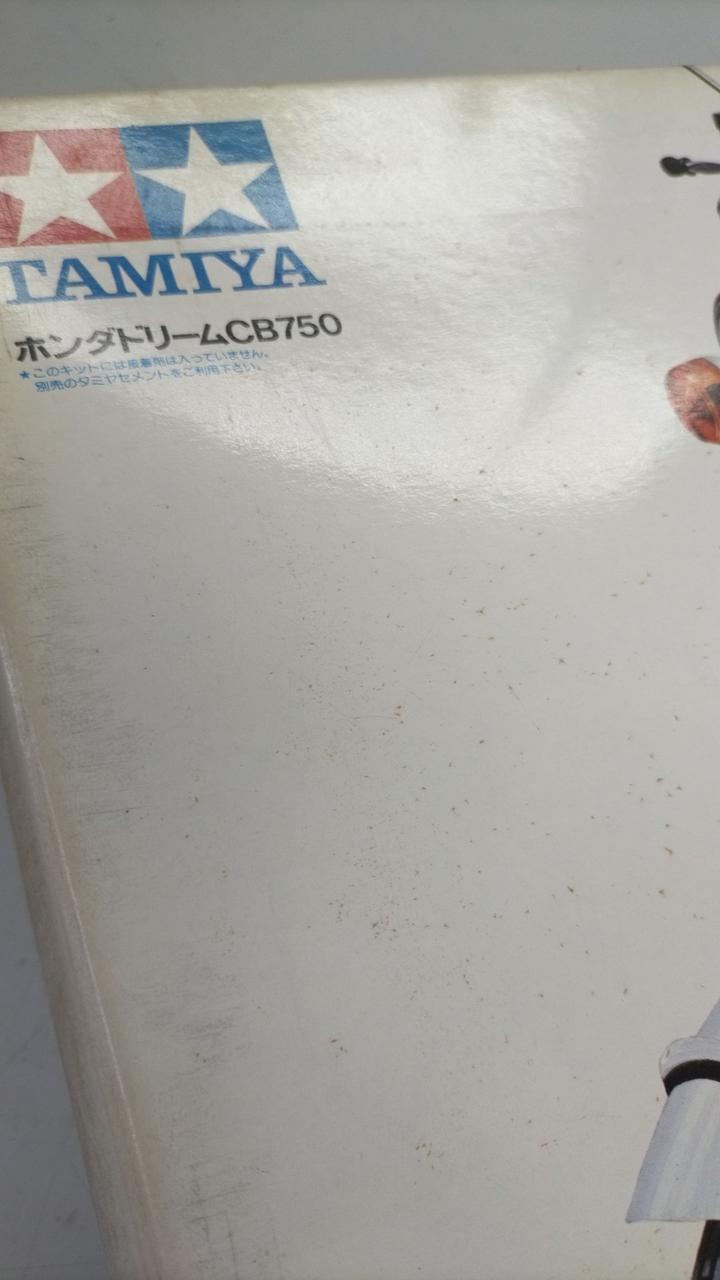 TAMIYA
ホンダドリームCB750
★このキットには接着剤は入っていません。
別売のタミヤセメントをご利用下さい。